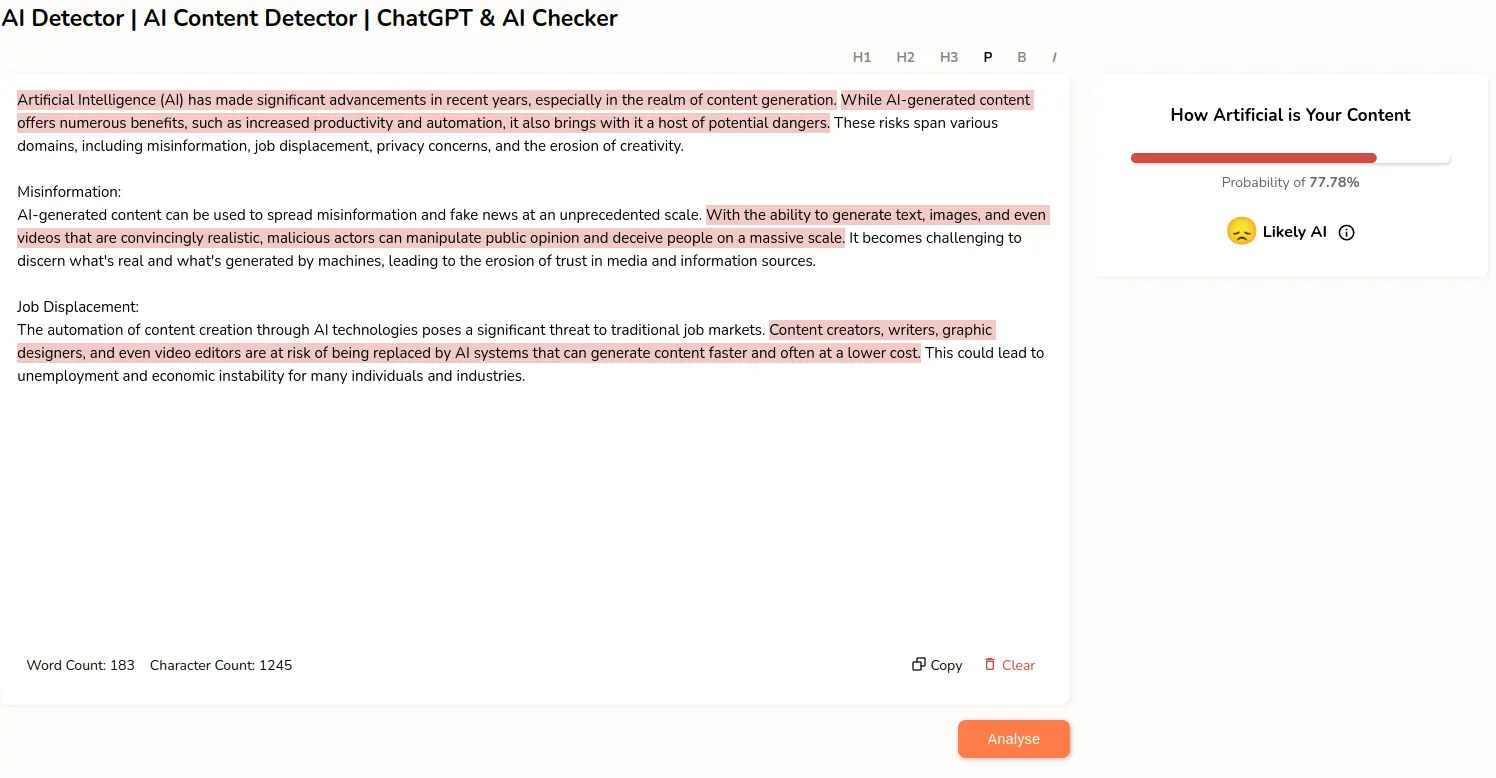 AI Detector | AI Content Detector | ChatGPT & AI Checker
H1 H2 H3 P B I
Artificial Intelligence (AI) has made significant advancements in recent years, especially in the realm of content generation. While AI-generated content
offers numerous benefits, such as increased productivity and automation, it also brings with it a host of potential dangers. These risks span various
domains, including misinformation, job displacement, privacy concerns, and the erosion of creativity.
Misinformation:
AI-generated content can be used to spread misinformation and fake news at an unprecedented scale. With the ability to generate text, images, and even
videos that are convincingly realistic, malicious actors can manipulate public opinion and deceive people on a massive scale. It becomes challenging to
discern what's real and what's generated by machines, leading to the erosion of trust in media and information sources.
Job Displacement:
The automation of content creation through AI technologies poses a significant threat to traditional job markets. Content creators, writers, graphic
designers, and even video editors are at risk of being replaced by AI systems that can generate content faster and often at a lower cost. This could lead to
unemployment and economic instability for many individuals and industries.
Word Count: 183 Character Count: 1245
Copy Clear
Analyse
How Artificial is Your Content
Probability of 77.78%
Likely AI